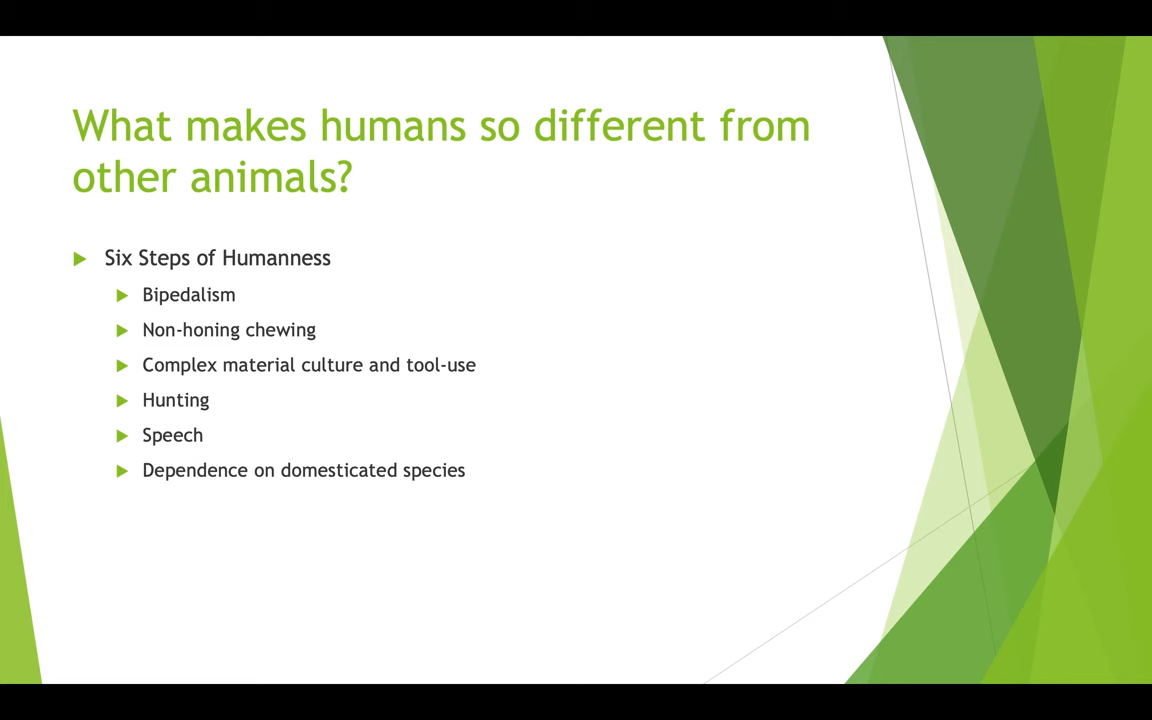 What makes humans so different from
other animals?
Six Steps of Humanness
Bipedalism
Non-honing chewing
Complex material culture and tool-use
Hunting
Speech
Dependence on domesticated species